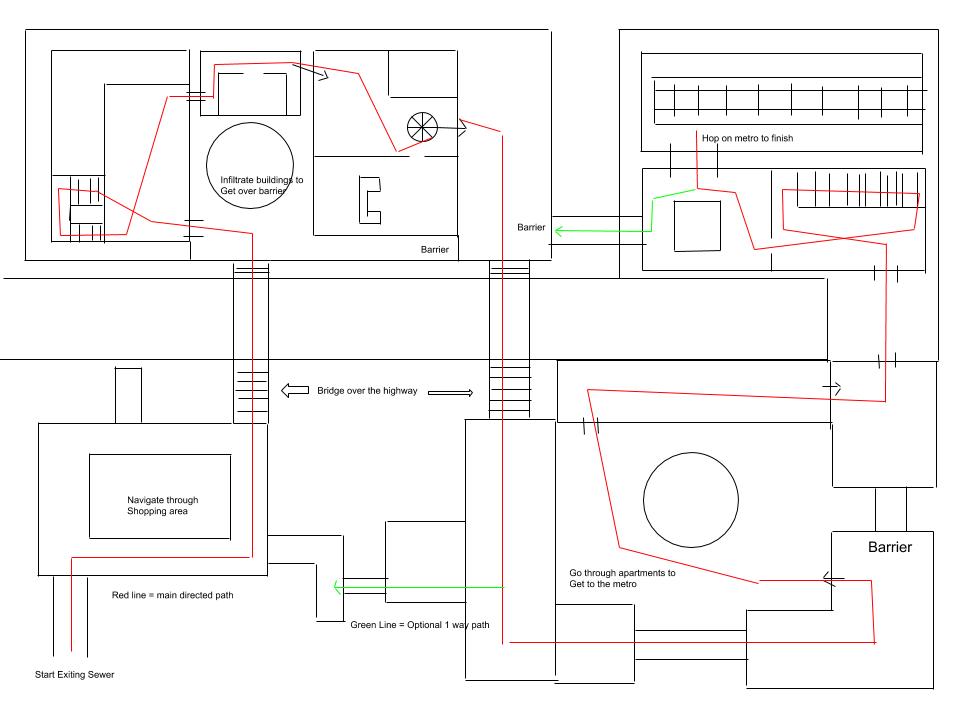 Hop on metro to finish
Infiltrate buildings to
Get over barrier
Barrier
Barrier
Bridge over the highway
Navigate through
Shopping area
Barrier
Go through apartments to
Get to the metro
Red line = main directed path
Green Line = Optional 1 way path
Start Exiting Sewer